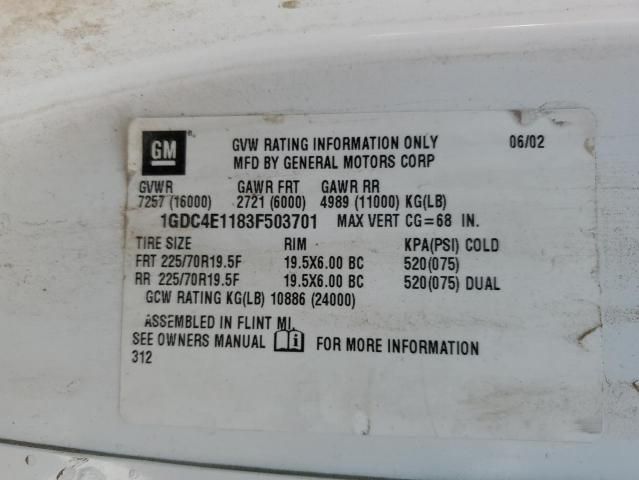 GM GVW RATING INFORMATION ONLY 06/02
MFD BY GENERAL MOTORS CORP
GVWR GAWR FRT GAWR RR
7257 (16000) 2721 (6000) 4989 (11000) KG(LB)
1GDC4E1183F503701 MAX VERT CG=68 IN.
TIRE SIZE RIM KPA(PSI) COLD
FRT 225/70R19.5F 19.5X6.00 BC 520(075)
RR 225/70R19.5F 19.5X6.00 BC 520(075) DUAL
GCW RATING KG(LB) 10886 (24000)
ASSEMBLED IN FLINT MI.
SEE OWNERS MANUAL i FOR MORE INFORMATION
312